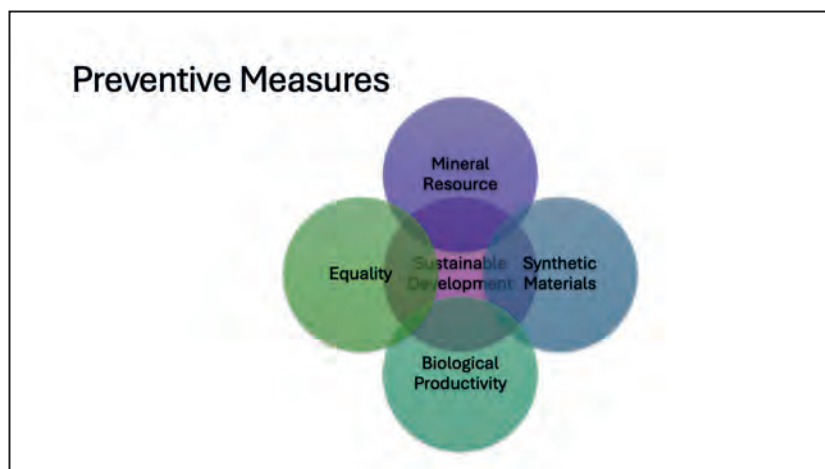 Preventive Measures
Mineral
Resource
Equality
Sustainable
Development
Synthetic
Materials
Biological
Productivity